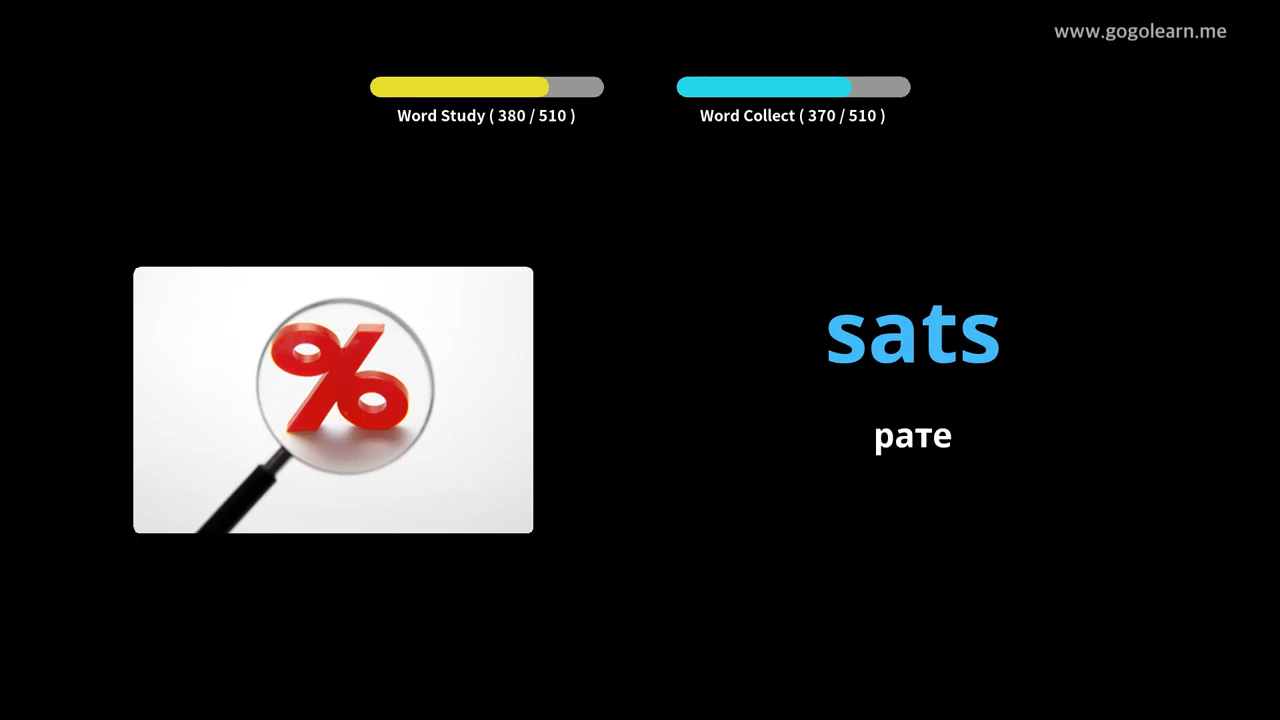 www.gogolearn.me
Word Study ( 380 / 510 )
Word Collect ( 370 / 510 )
%
sats
рате